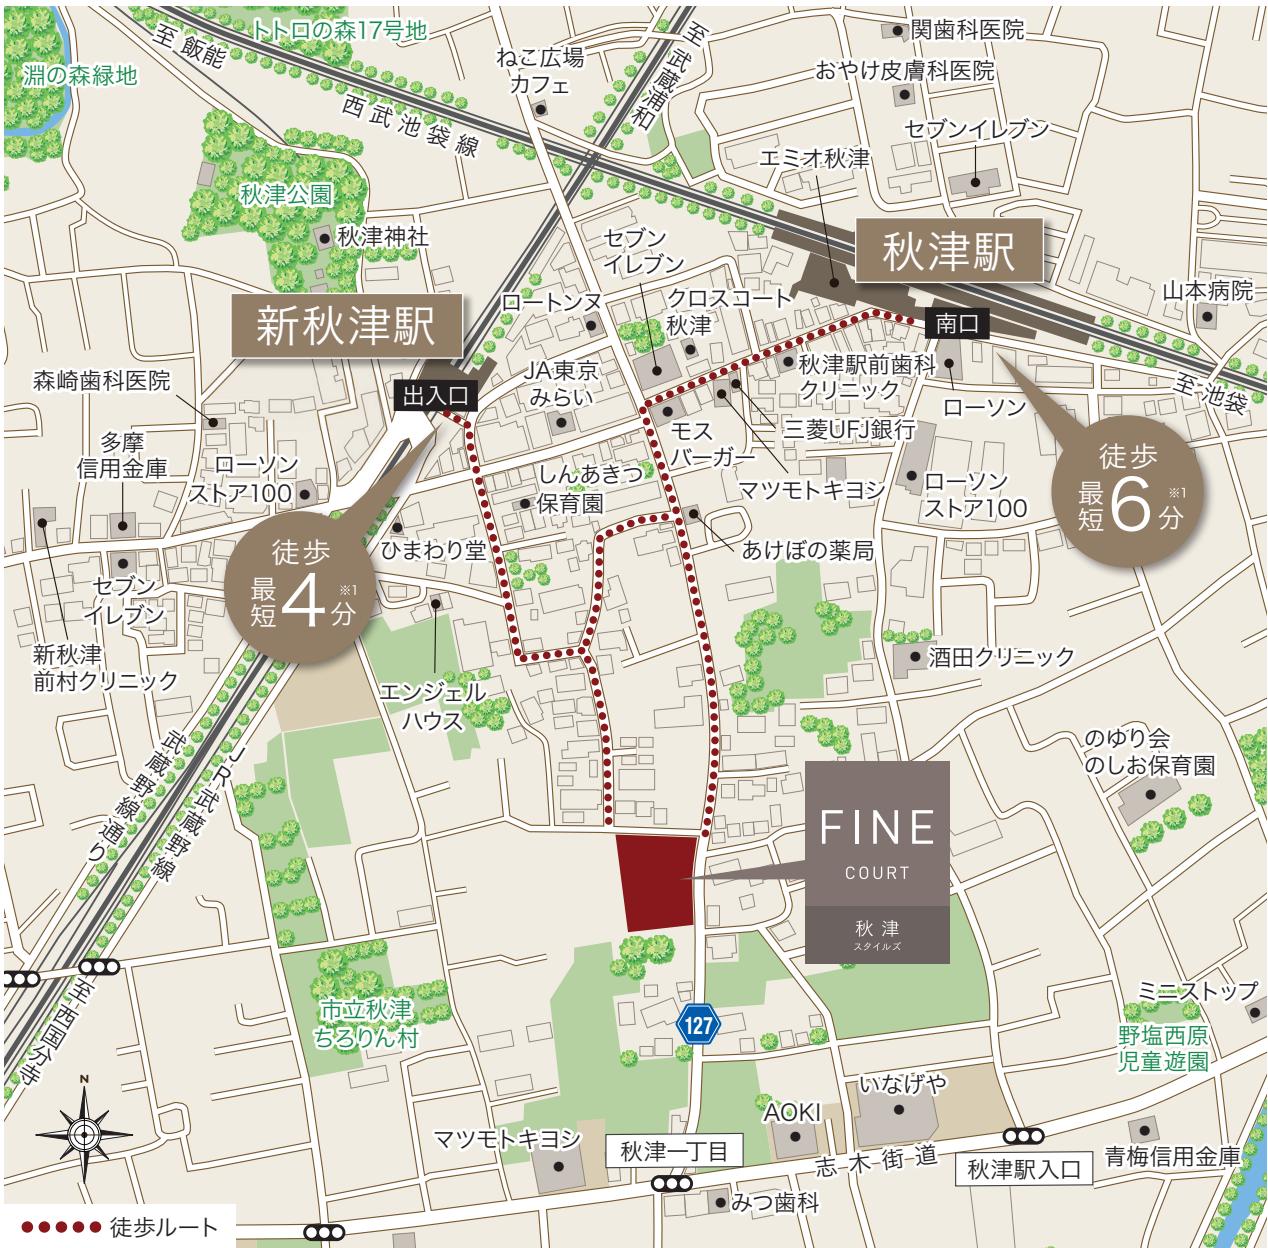 トトロの森17号地
至飯能
淵の森緑地
ねこ広場
カフェ
至武蔵浦和
関歯科医院
おやけ皮膚科医院
西武池袋線
セブンイレブン
エミオ秋津
秋津公園
秋津神社
セブン
イレブン
秋津駅
クロスコート
秋津
山本病院
ロートンヌ
新秋津駅
南口
JA東京
みらい
秋津駅前歯科
クリニック
至池袋
森崎歯科医院
出入口
ローソン
三菱UFJ銀行
モス
バーガー
多摩
信用金庫
ローソン
ストア100
しんあきつ
保育園
マツモトキヨシ
ローソン
ストア100
徒歩
最短6分
※1
ひまわり堂
あけぼの薬局
徒歩
最短4分
※1
セブン
イレブン
新秋津
前村クリニック
酒田クリニック
エンジェル
ハウス
武蔵野線通り
JR武蔵野線
のゆり会
のしお保育園
FINE
COURT
秋津
スタイルズ
至西国分寺
市立秋津
ちろりん村
127
ミニストップ
野塩西原
児童遊園
N
いなげや
AOKI
マツモトキヨシ
秋津一丁目
志木街道
秋津駅入口
青梅信用金庫
みつ歯科
徒歩ルート